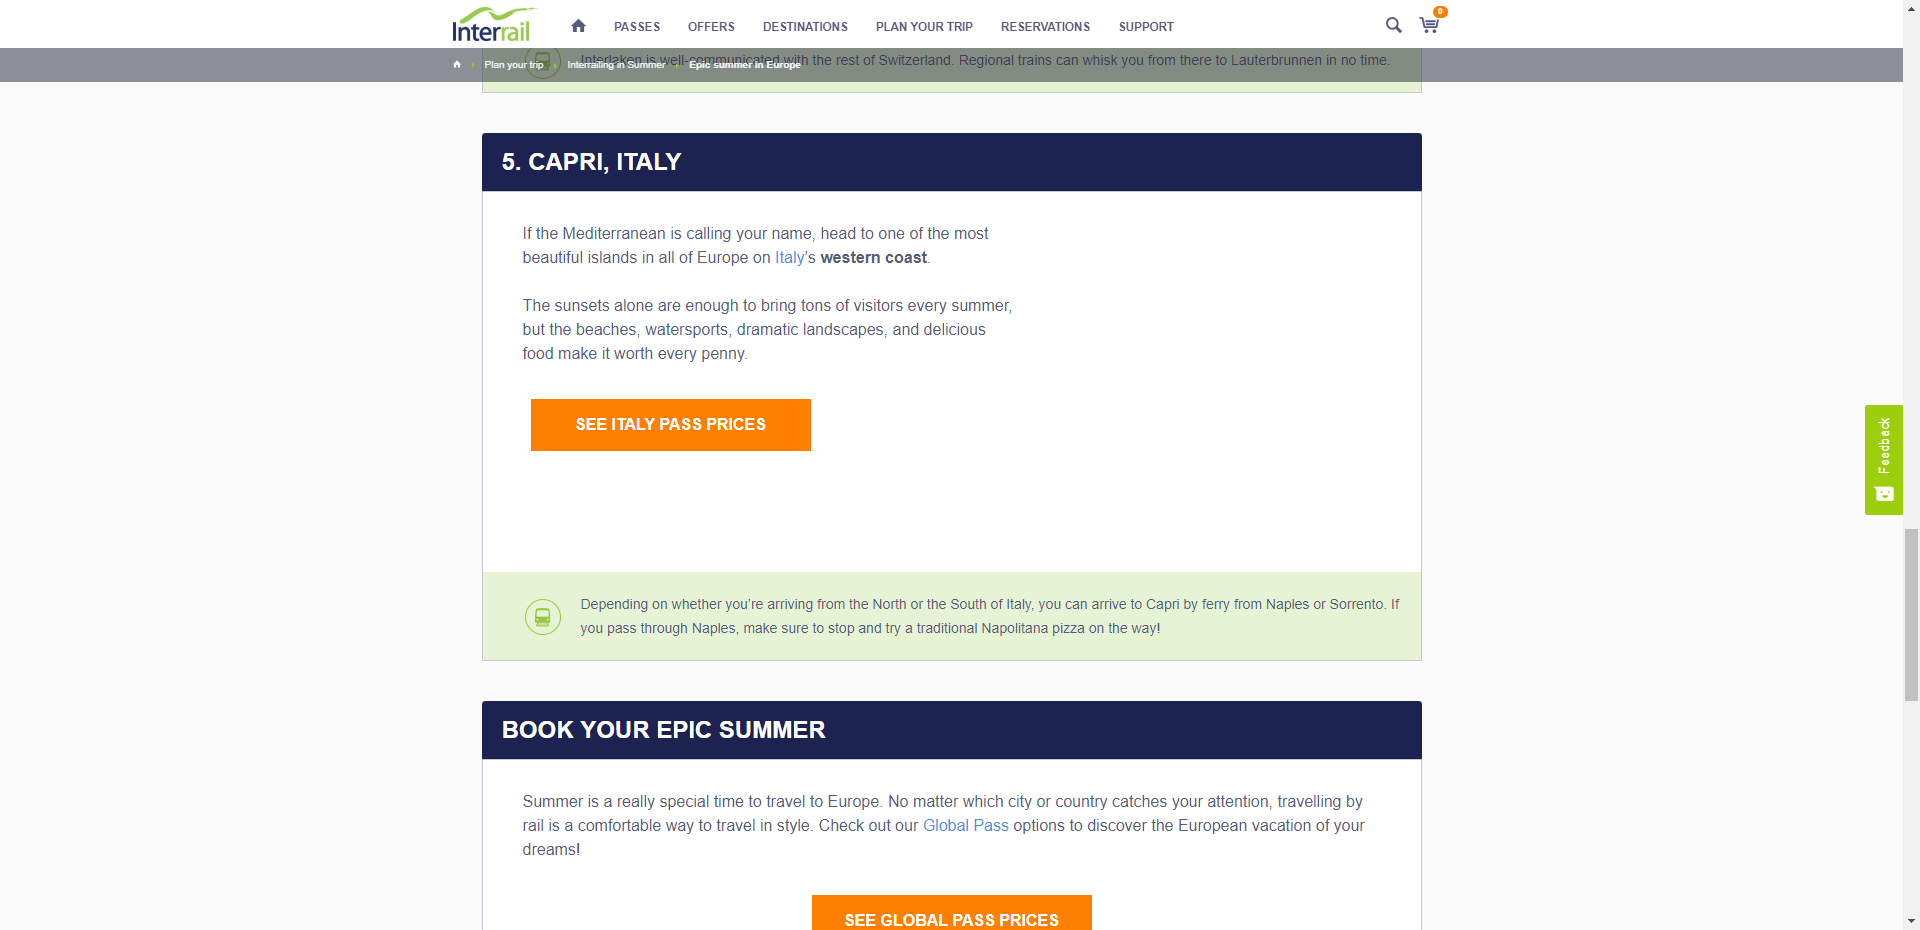 Interrail
PASSES
OFFERS
DESTINATIONS
PLAN YOUR TRIP
RESERVATIONS
SUPPORT
0
Plan your trip
Interrailing in Summer
Epic summer in Europe
Interlaken is well-communicated with the rest of Switzerland. Regional trains can whisk you from there to Lauterbrunnen in no time.
5. CAPRI, ITALY
If the Mediterranean is calling your name, head to one of the most
beautiful islands in all of Europe on Italy’s western coast.
The sunsets alone are enough to bring tons of visitors every summer,
but the beaches, watersports, dramatic landscapes, and delicious
food make it worth every penny.
SEE ITALY PASS PRICES
Feedback
Depending on whether you’re arriving from the North or the South of Italy, you can arrive to Capri by ferry from Naples or Sorrento. If
you pass through Naples, make sure to stop and try a traditional Napolitana pizza on the way!
BOOK YOUR EPIC SUMMER
Summer is a really special time to travel to Europe. No matter which city or country catches your attention, travelling by
rail is a comfortable way to travel in style. Check out our Global Pass options to discover the European vacation of your
dreams!
SEE GLOBAL PASS PRICES